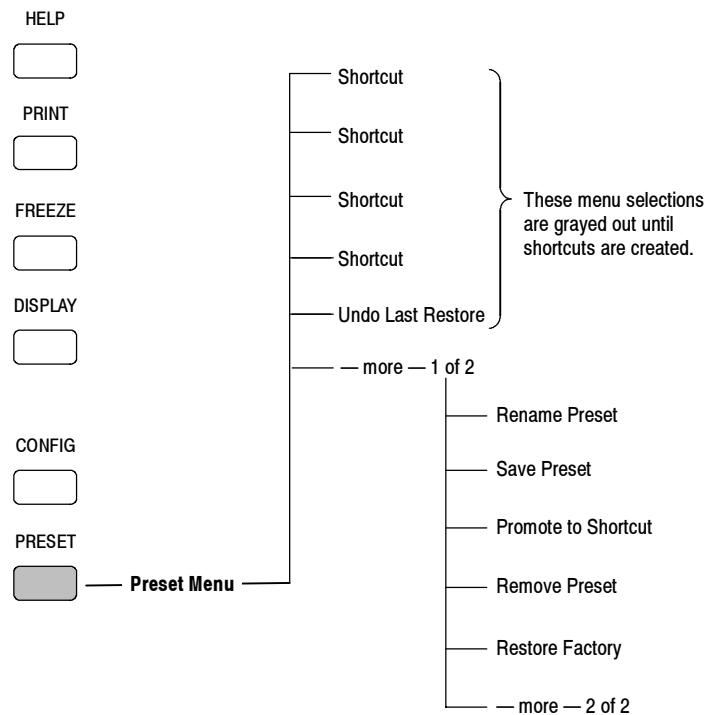 HELP
PRINT
FREEZE
DISPLAY
CONFIG
PRESET
Preset Menu
Shortcut
Shortcut
Shortcut
Shortcut
Undo Last Restore
These menu selections
are grayed out until
shortcuts are created.
— more — 1 of 2
Rename Preset
Save Preset
Promote to Shortcut
Remove Preset
Restore Factory
— more — 2 of 2